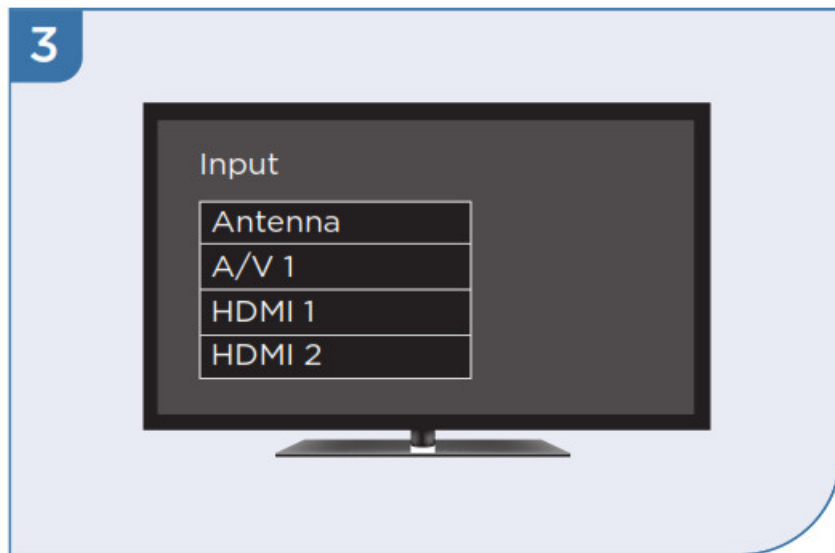 3
Input
Antenna
A/V 1
HDMI 1
HDMI 2